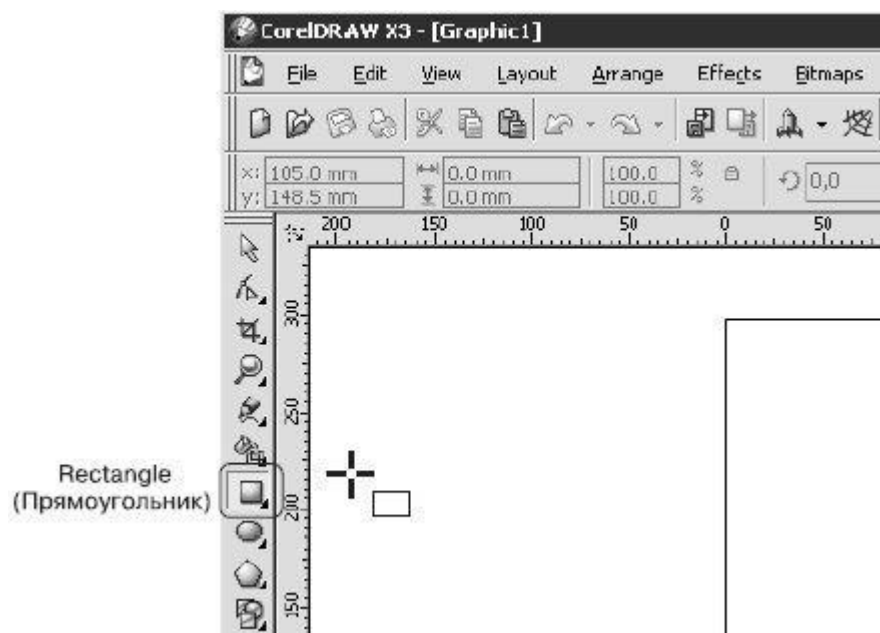 CorelDRAW X3 - [Graphic1]
File Edit View Layout Arrange Effects Bitmaps
x: 105.0 mm 0.0 mm 100.0 % 0,0
y: 148.5 mm 0.0 mm 100.0 %
200 150 100 50 0 50
300
250
200
150
Rectangle
(Прямоугольник)